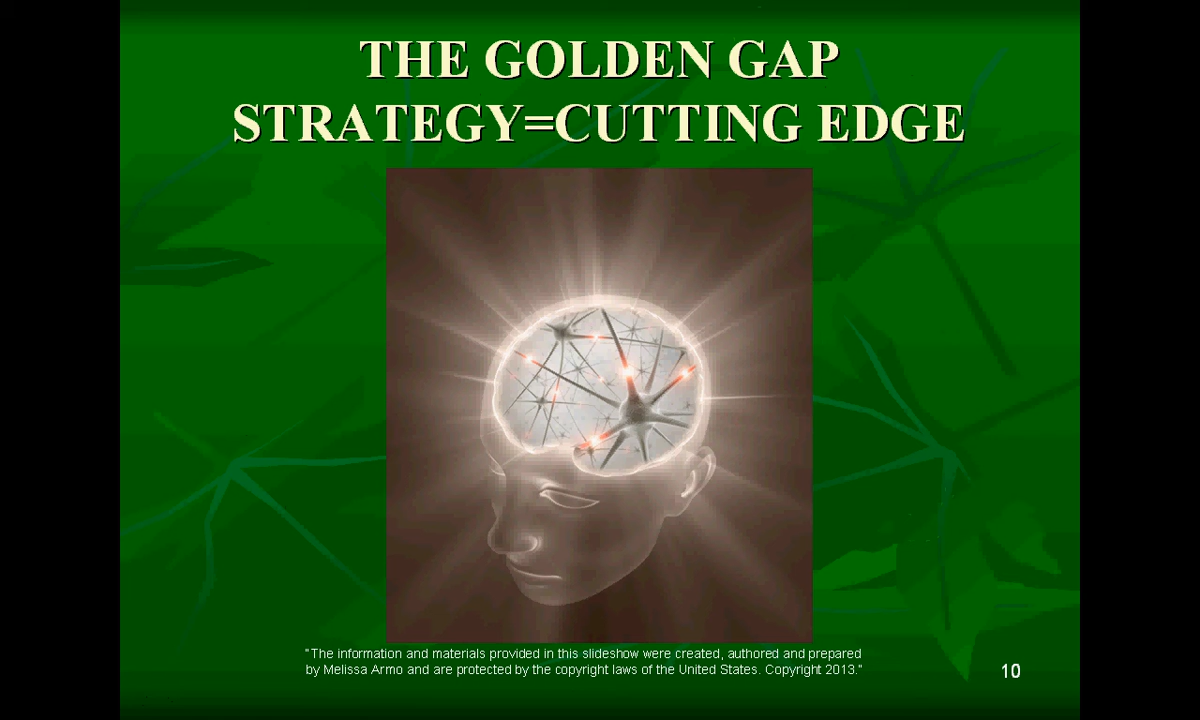 THE GOLDEN GAP
STRATEGY=CUTTING EDGE
"The information and materials provided in this slideshow were created, authored and prepared
by Melissa Armo and are protected by the copyright laws of the United States. Copyright 2013."
10